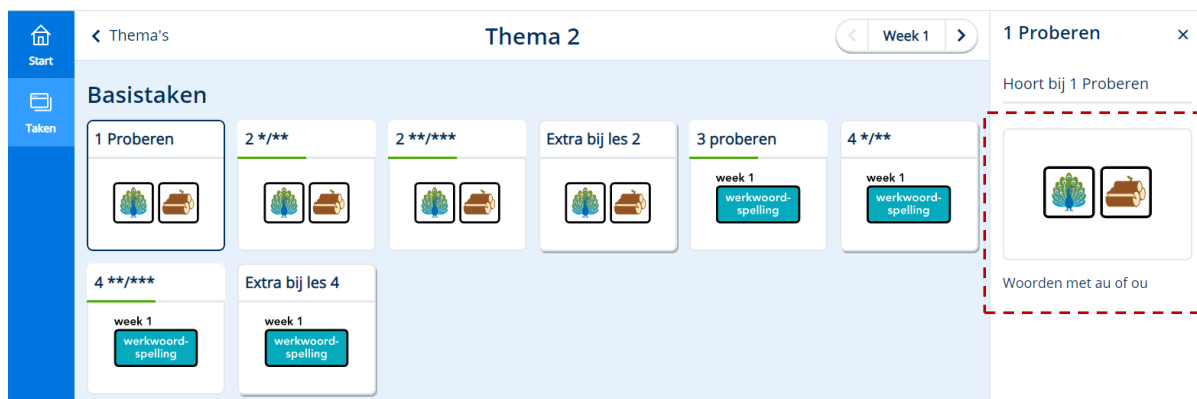 Start
Taken
Thema's
Thema 2
Week 1
Basistaken
1 Proberen
2 */**
2 **/***
Extra bij les 2
3 proberen
week 1
werkwoord-
spelling
4 */**
week 1
werkwoord-
spelling
4 **/***
week 1
werkwoord-
spelling
Extra bij les 4
week 1
werkwoord-
spelling
1 Proberen
Hoort bij 1 Proberen
Woorden met au of ou